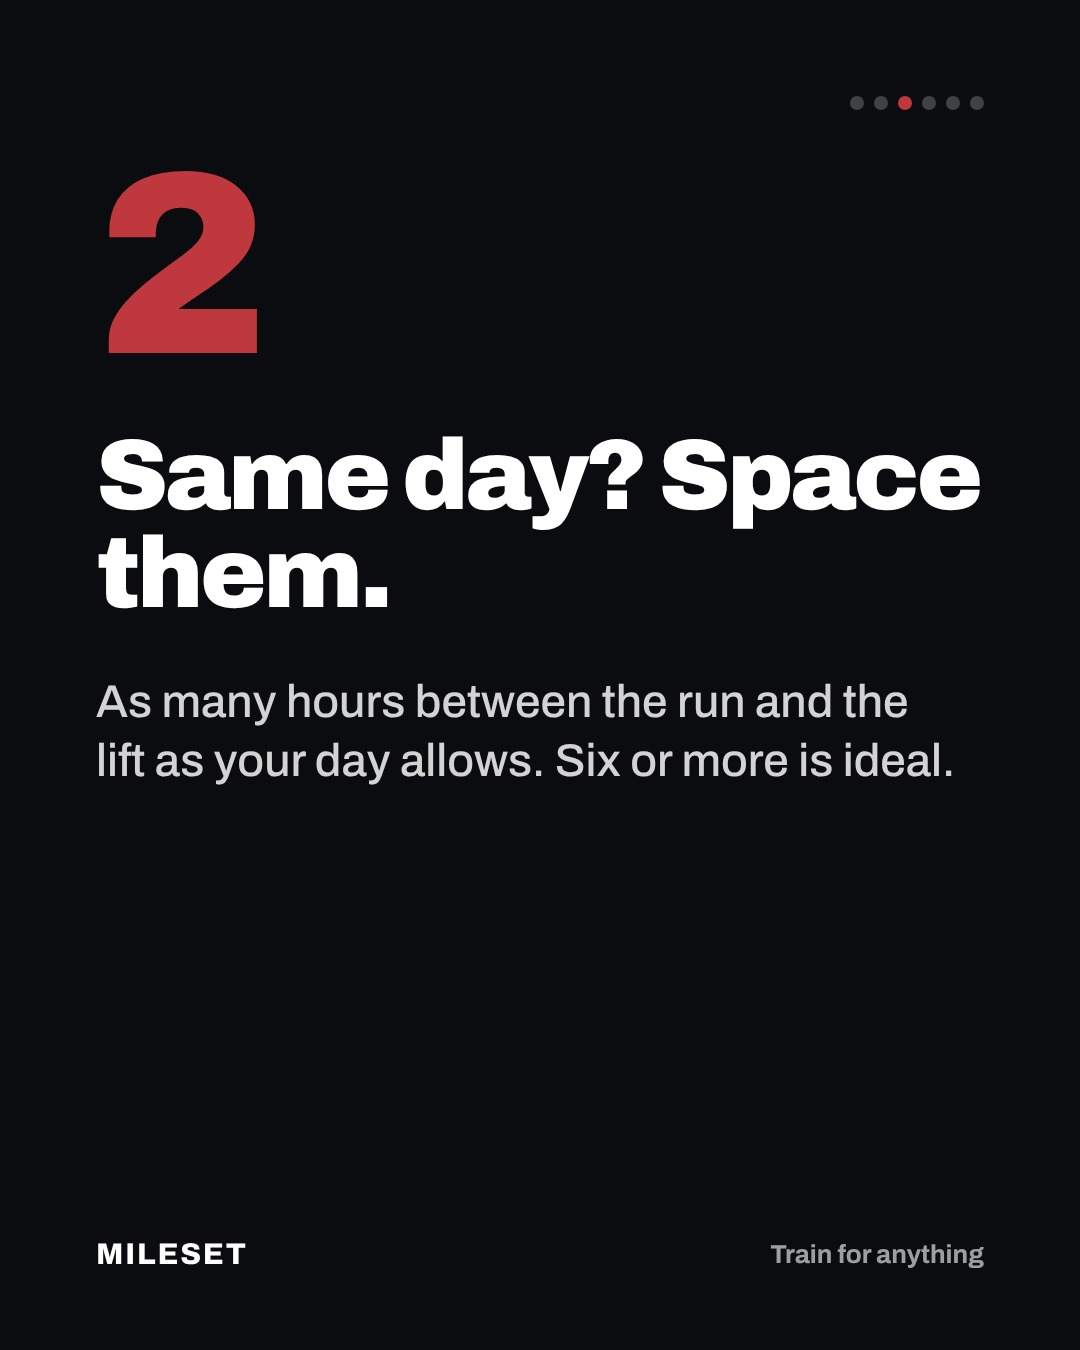 2
Same day? Space
them.
As many hours between the run and the
lift as your day allows. Six or more is ideal.
MILESET
Train for anything